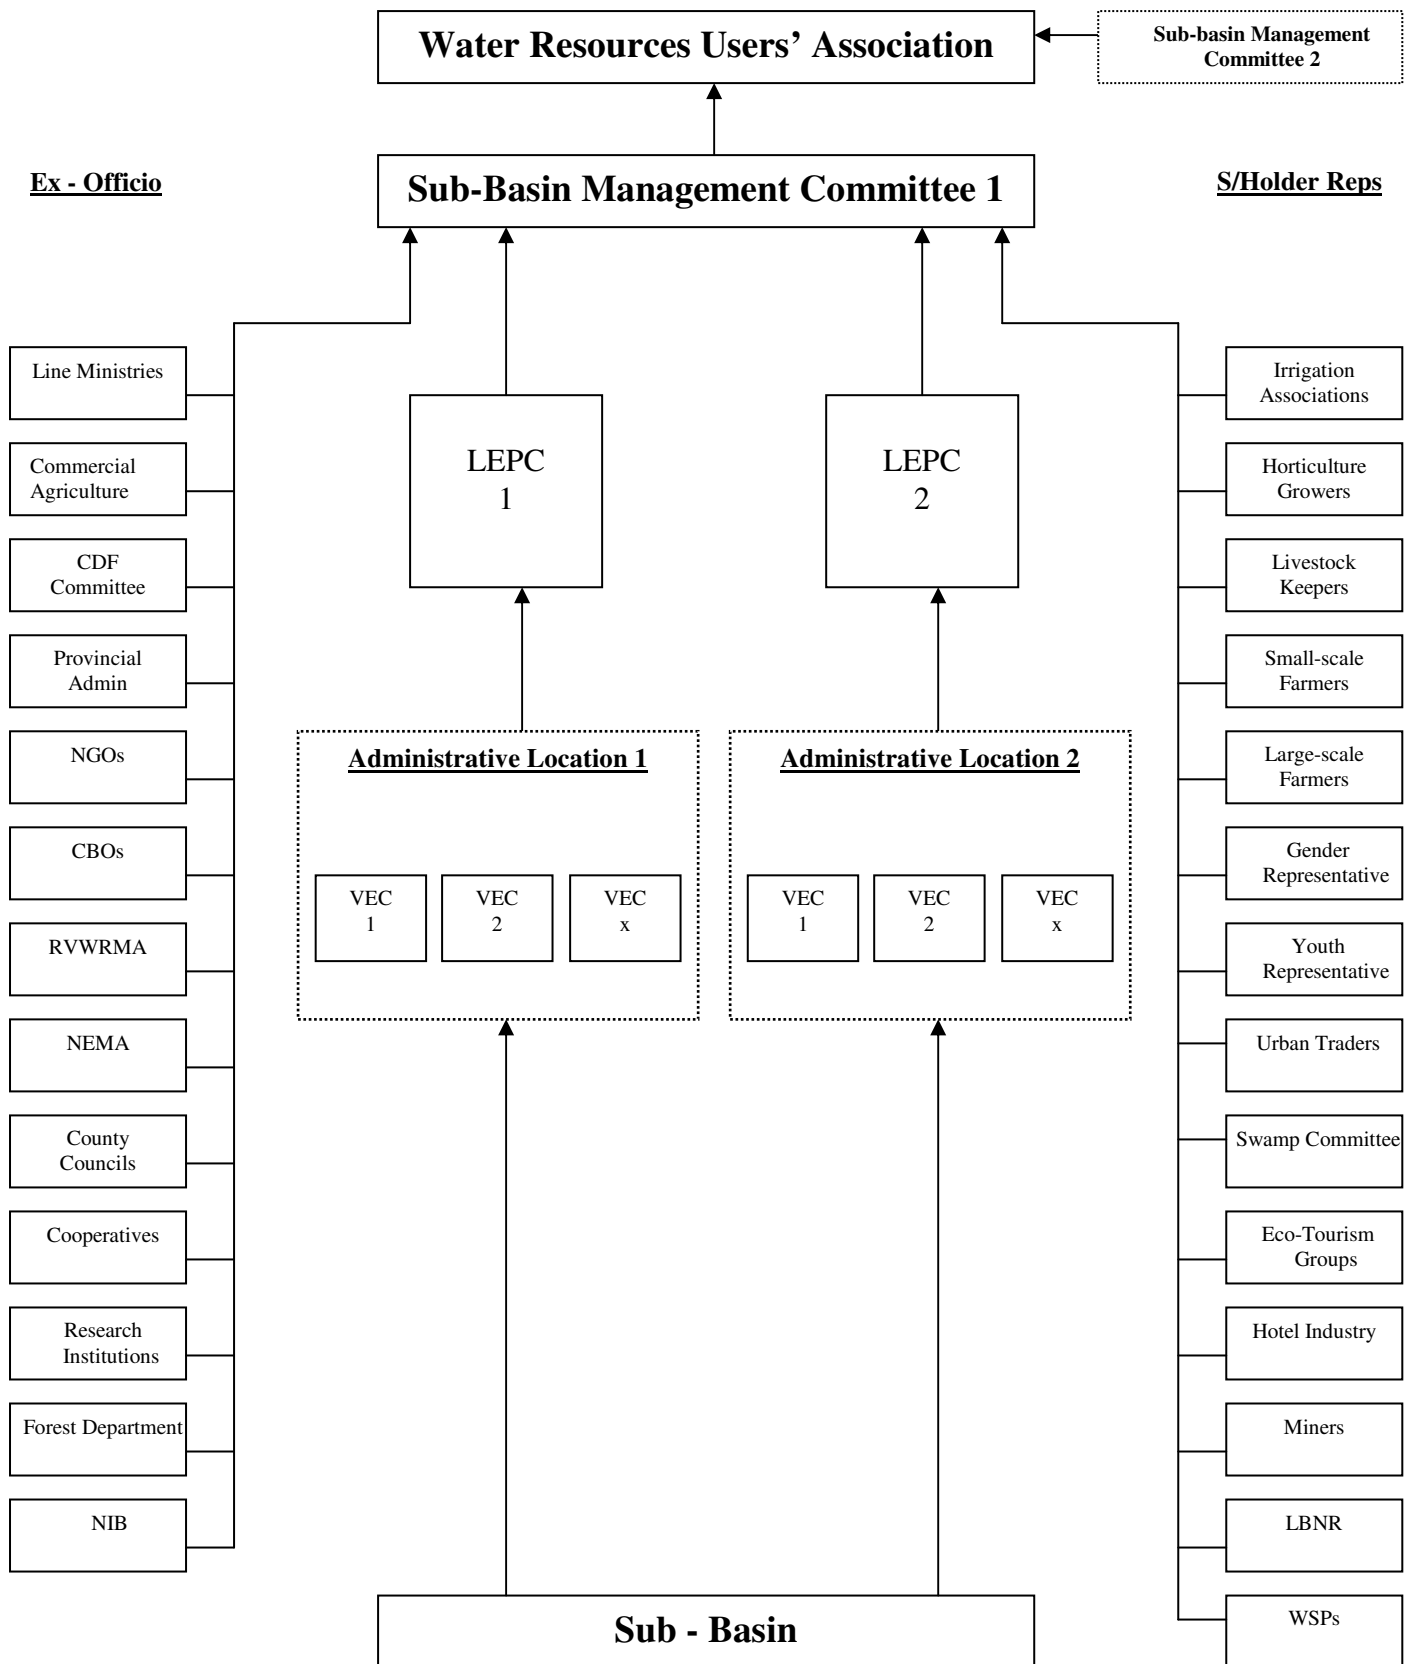 Water Resources Users' Association
Sub-basin Management
Committee 2
Ex - Officio
Sub-Basin Management Committee 1
S/Holder Reps
Line Ministries
Commercial
Agriculture
CDF
Committee
Provincial
Admin
NGOs
CBOs
RVWRMA
NEMA
County
Councils
Cooperatives
Research
Institutions
Forest Department
NIB
LEPC
1
LEPC
2
Administrative Location 1
VEC
1
VEC
2
VEC
x
Administrative Location 2
VEC
1
VEC
2
VEC
x
Irrigation
Associations
Horticulture
Growers
Livestock
Keepers
Small-scale
Farmers
Large-scale
Farmers
Gender
Representative
Youth
Representative
Urban Traders
Swamp Committee
Eco-Tourism
Groups
Hotel Industry
Miners
LBNR
WSPs
Sub - Basin